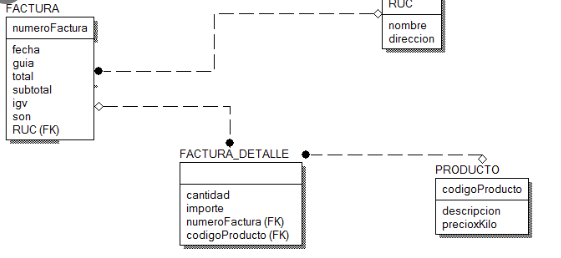 FACTURA
numeroFactura
fecha
guia
total
subtotal
igv
son
RUC (FK)
RUC
nombre
direccion
FACTURA_DETALLE
cantidad
importe
numeroFactura (FK)
codigoProducto (FK)
PRODUCTO
codigoProducto
descripcion
precioxKilo